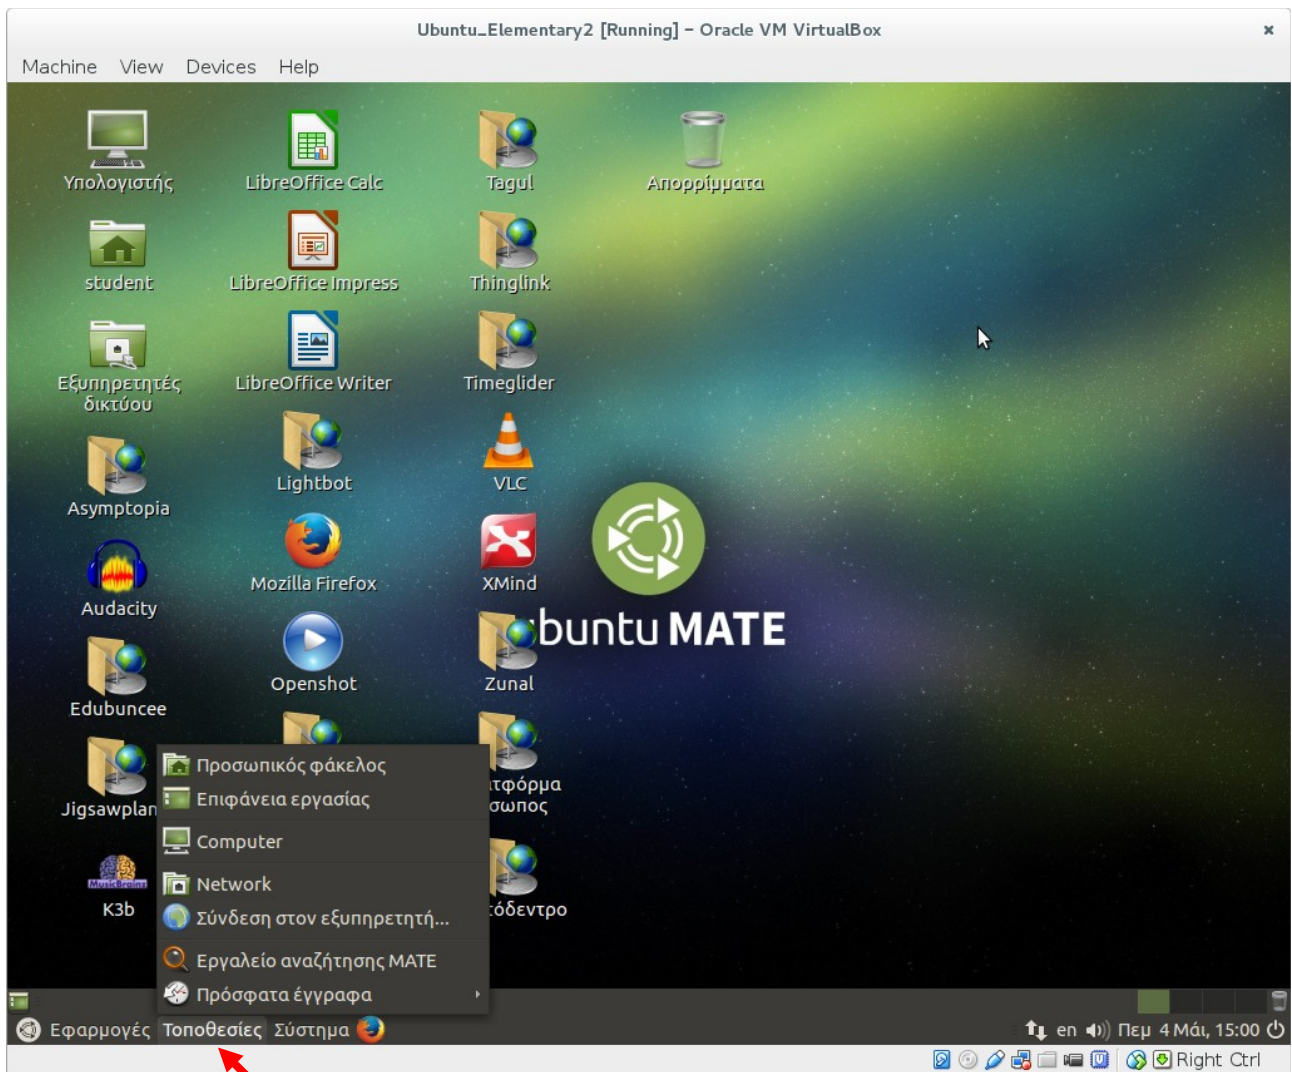 Ubuntu_Elementary2 [Running] – Oracle VM VirtualBox
Machine View Devices Help
Υπολογιστής
LibreOffice Calc
Tagul
Απορρίμματα
student
LibreOffice Impress
Thinglink
Εξυπηρετητές
δικτύου
LibreOffice Writer
Timeglider
Asymptopia
Lightbot
VLC
Audacity
Mozilla Firefox
XMind
buntu MATE
Edubuncee
Openshot
Zunal
Jigsawplan
τφόρμα
σωπος
MusicBrainz
K3b
όδεντρο
Προσωπικός φάκελος
Επιφάνεια εργασίας
Computer
Network
Σύνδεση στον εξυπηρετητή...
Εργαλείο αναζήτησης MATE
Πρόσφατα έγγραφα
Εφαρμογές Τοποθεσίες Σύστημα
en Πεμ 4 Μάι, 15:00
Right Ctrl